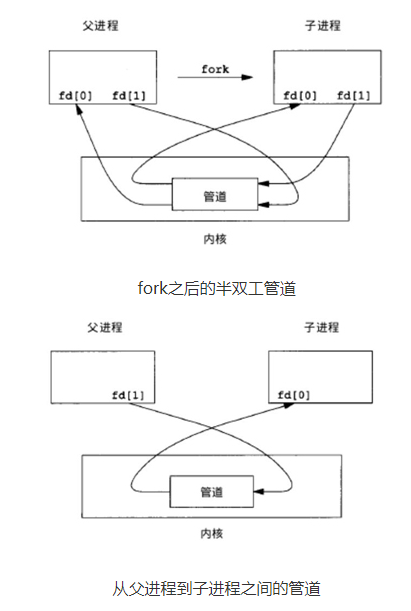 父进程 子进程
fork
fd[0] fd[1] fd[0] fd[1]
管道
内核
fork之后的半双工管道
父进程 子进程
fd[1] fd[0]
管道
内核
从父进程到子进程之间的管道